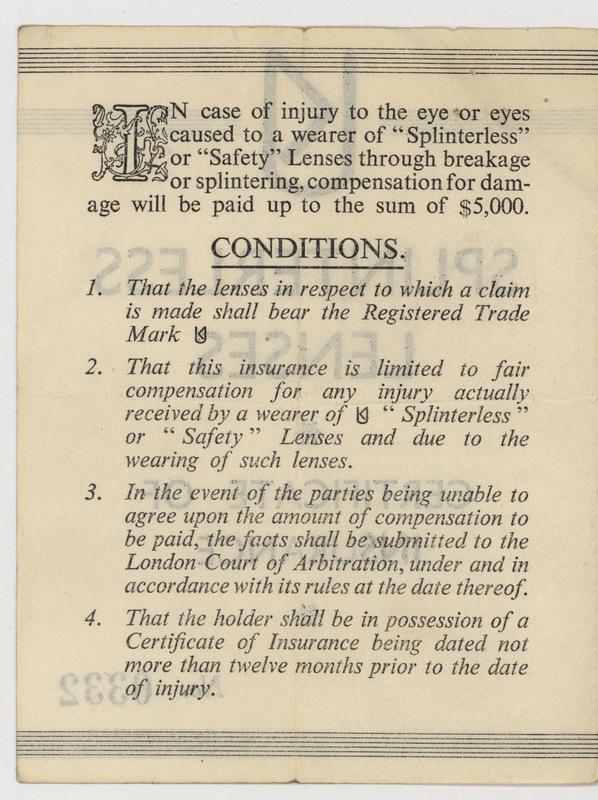 IN case of injury to the eye or eyes
caused to a wearer of “Splinterless”
or “Safety” Lenses through breakage
or splintering, compensation for dam-
age will be paid up to the sum of $5,000.
CONDITIONS.
1. That the lenses in respect to which a claim
is made shall bear the Registered Trade
Mark
2. That this insurance is limited to fair
compensation for any injury actually
received by a wearer of “ Splinterless ”
or “ Safety ” Lenses and due to the
wearing of such lenses.
3. In the event of the parties being unable to
agree upon the amount of compensation to
be paid, the facts shall be submitted to the
London Court of Arbitration, under and in
accordance with its rules at the date thereof.
4. That the holder shall be in possession of a
Certificate of Insurance being dated not
more than twelve months prior to the date
of injury.